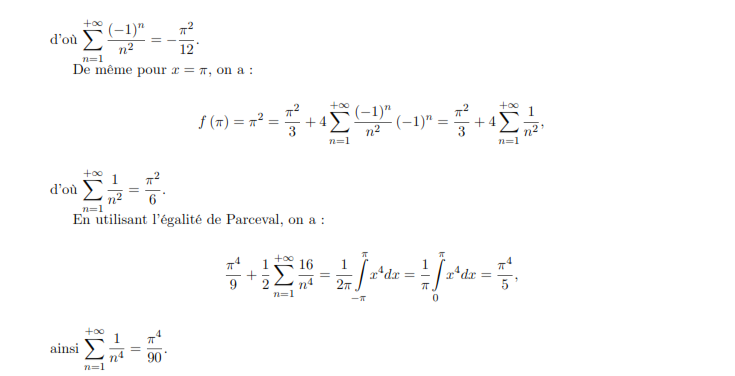 d'où $\sum_{n=1}^{+\infty} \frac{(-1)^n}{n^2} = -\frac{\pi^2}{12}.$
De même pour $x = \pi$, on a :
$f(\pi) = \pi^2 = \frac{\pi^2}{3} + 4\sum_{n=1}^{+\infty} \frac{(-1)^n}{n^2}(-1)^n = \frac{\pi^2}{3} + 4\sum_{n=1}^{+\infty} \frac{1}{n^2},$
d'où $\sum_{n=1}^{+\infty} \frac{1}{n^2} = \frac{\pi^2}{6}.$
En utilisant l'égalité de Parceval, on a :
$\frac{\pi^4}{9} + \frac{1}{2}\sum_{n=1}^{+\infty} \frac{16}{n^4} = \frac{1}{2\pi}\int_{-\pi}^{\pi} x^4 dx = \frac{1}{\pi}\int_{0}^{\pi} x^4 dx = \frac{\pi^4}{5},$
ainsi $\sum_{n=1}^{+\infty} \frac{1}{n^4} = \frac{\pi^4}{90}.$